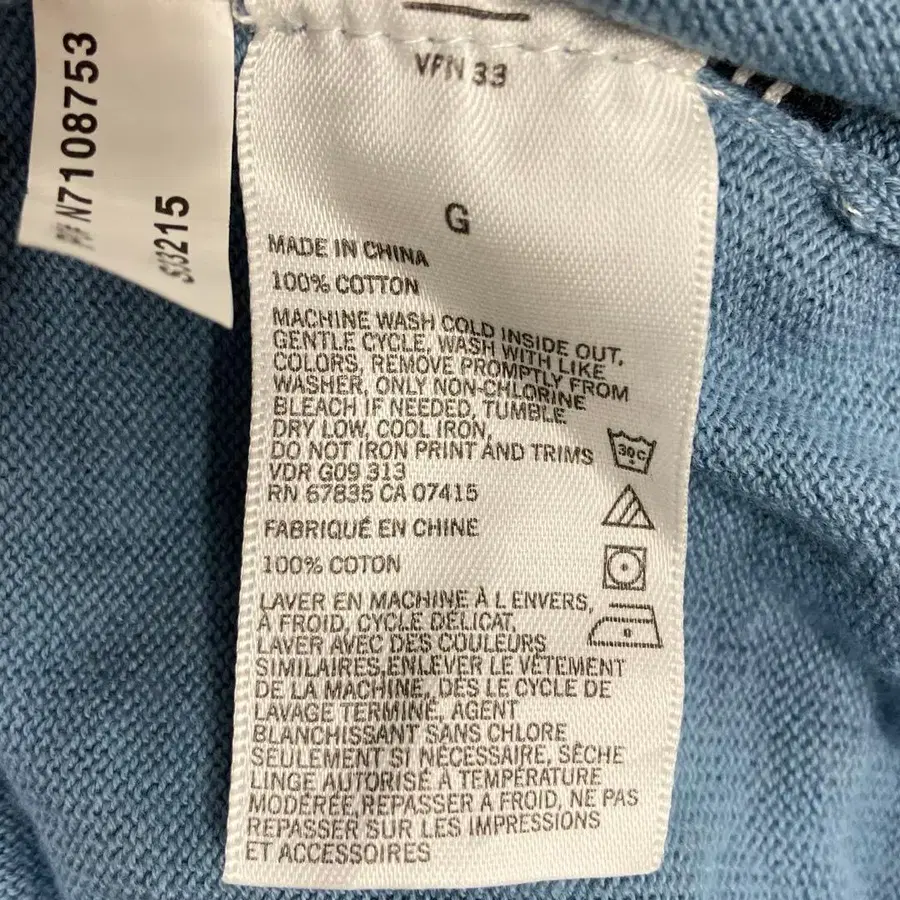 N7108753
S/3215
VPN 33
G
MADE IN CHINA
100% COTTON
MACHINE WASH COLD INSIDE OUT,
GENTLE CYCLE, WASH WITH LIKE
COLORS, REMOVE PROMPTLY FROM
WASHER, ONLY NON-CHLORINE
BLEACH IF NEEDED, TUMBLE
DRY LOW, COOL IRON,
DO NOT IRON PRINT AND TRIMS
VDR G09 313
RN 67835 CA 07415
30C
FABRIQUÉ EN CHINE
100% COTON
LAVER EN MACHINE À L ENVERS,
À FROID, CYCLE DÉLICAT,
LAVER AVEC DES COULEURS
SIMILAIRES,ENLEVER LE VÊTEMENT
DE LA MACHINE, DÈS LE CYCLE DE
LAVAGE TERMINÉ, AGENT
BLANCHISSANT SANS CHLORE
SEULEMENT SI NÉCESSAIRE, SÈCHE
LINGE AUTORISÉ À TEMPÉRATURE
MODÉRÉE,REPASSER À FROID, NE PAS
REPASSER SUR LES IMPRESSIONS
ET ACCESSOIRES